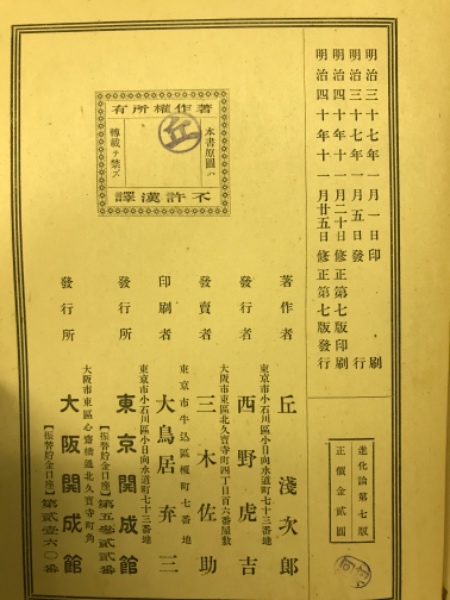 明治三十七年一月一日印刷
明治三十七年一月五日發行
明治四十年十一月二十日修正第七版印刷
明治四十年十一月廿五日修正第七版發行
進化論第七版
正價金貳圓
著作權所有
本書原圖ハ
丘
轉載ヲ禁ズ
不許漢譯
著作者
丘淺次郎
東京市小石川區小日向水道町七十三番地
發行者
西野虎吉
大阪市東區北久寶寺町四丁目百六番屋敷
發賣者
三木佐助
東京市牛込區榎町七番地
印刷者
大鳥居弃三
東京市小石川區小日向水道町七十三番地
發行所
東京開成館
【振替貯金口座】第五參貳貳番
大阪市東區心齋橋通北久寶寺町角
發行所
大阪開成館
【振替貯金口座】第貳壹六〇番